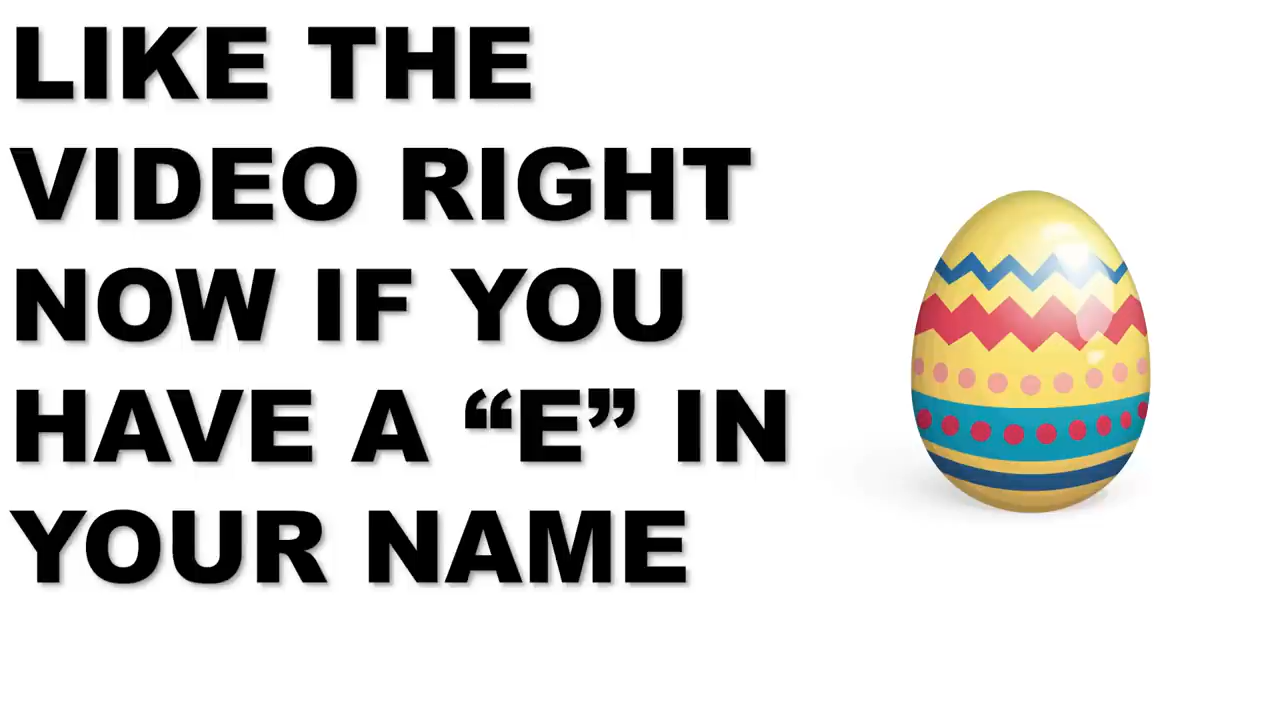 LIKE THE
VIDEO RIGHT
NOW IF YOU
HAVE A “E” IN
YOUR NAME